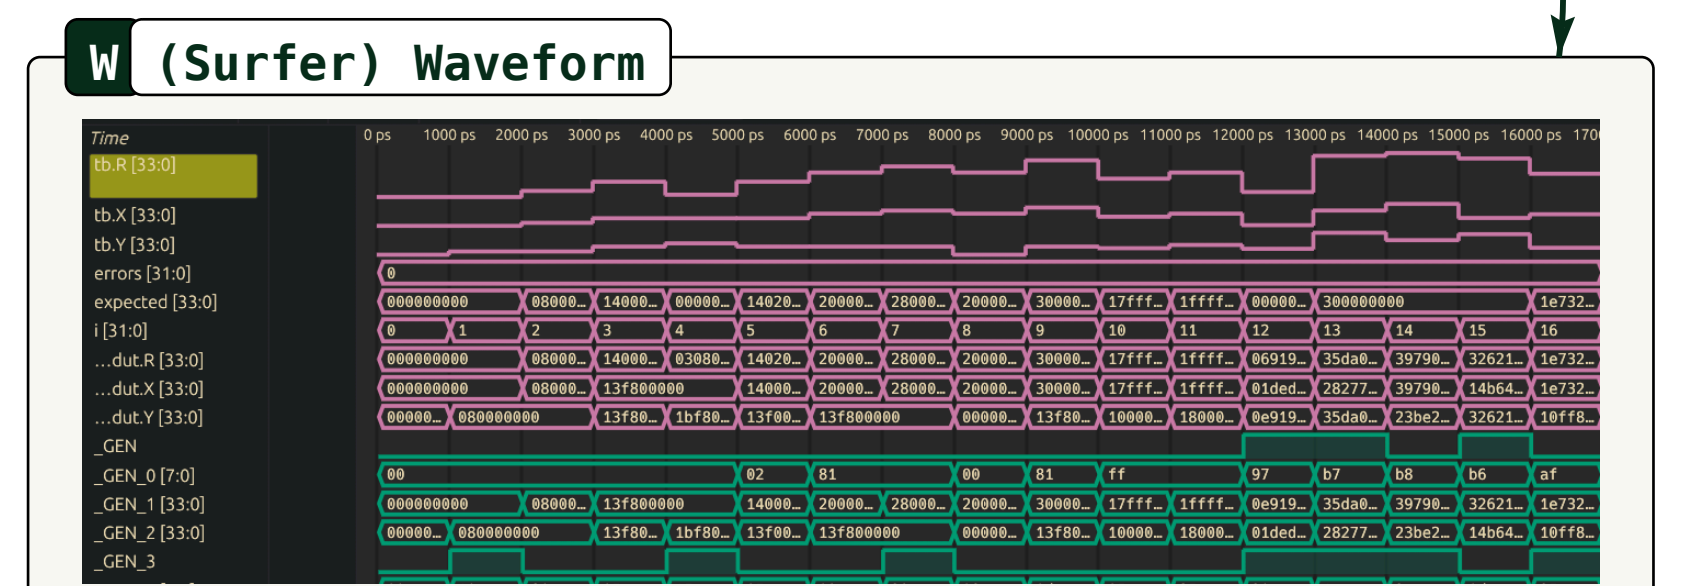 W (Surfer) Waveform
Time 0 ps 1000 ps 2000 ps 3000 ps 4000 ps 5000 ps 6000 ps 7000 ps 8000 ps 9000 ps 10000 ps 11000 ps 12000 ps 13000 ps 14000 ps 15000 ps 16000 ps 1700
tb.R [33:0]
tb.X [33:0]
tb.Y [33:0]
errors [31:0] 0
expected [33:0] 000000000 08000… 14000… 00000… 14020… 20000… 28000… 20000… 30000… 17fff… 1ffff… 00000… 300000000 1e732…
i [31:0] 0 1 2 3 4 5 6 7 8 9 10 11 12 13 14 15 16
…dut.R [33:0] 000000000 08000… 14000… 03080… 14020… 20000… 28000… 20000… 30000… 17fff… 1ffff… 06919… 35da0… 39790… 32621… 1e732…
…dut.X [33:0] 000000000 08000… 13f800000 14000… 20000… 28000… 20000… 30000… 17fff… 1ffff… 01ded… 28277… 39790… 14b64… 1e732…
…dut.Y [33:0] 00000… 080000000 13f80… 1bf80… 13f00… 13f800000 00000… 13f80… 10000… 18000… 0e919… 35da0… 23be2… 32621… 10ff8…
_GEN
_GEN_0 [7:0] 00 02 81 00 81 ff 97 b7 b8 b6 af
_GEN_1 [33:0] 000000000 08000… 13f800000 14000… 20000… 28000… 20000… 30000… 17fff… 1ffff… 0e919… 35da0… 39790… 32621… 1e732…
_GEN_2 [33:0] 00000… 080000000 13f80… 1bf80… 13f00… 13f800000 00000… 13f80… 10000… 18000… 01ded… 28277… 23be2… 14b64… 10ff8…
_GEN_3